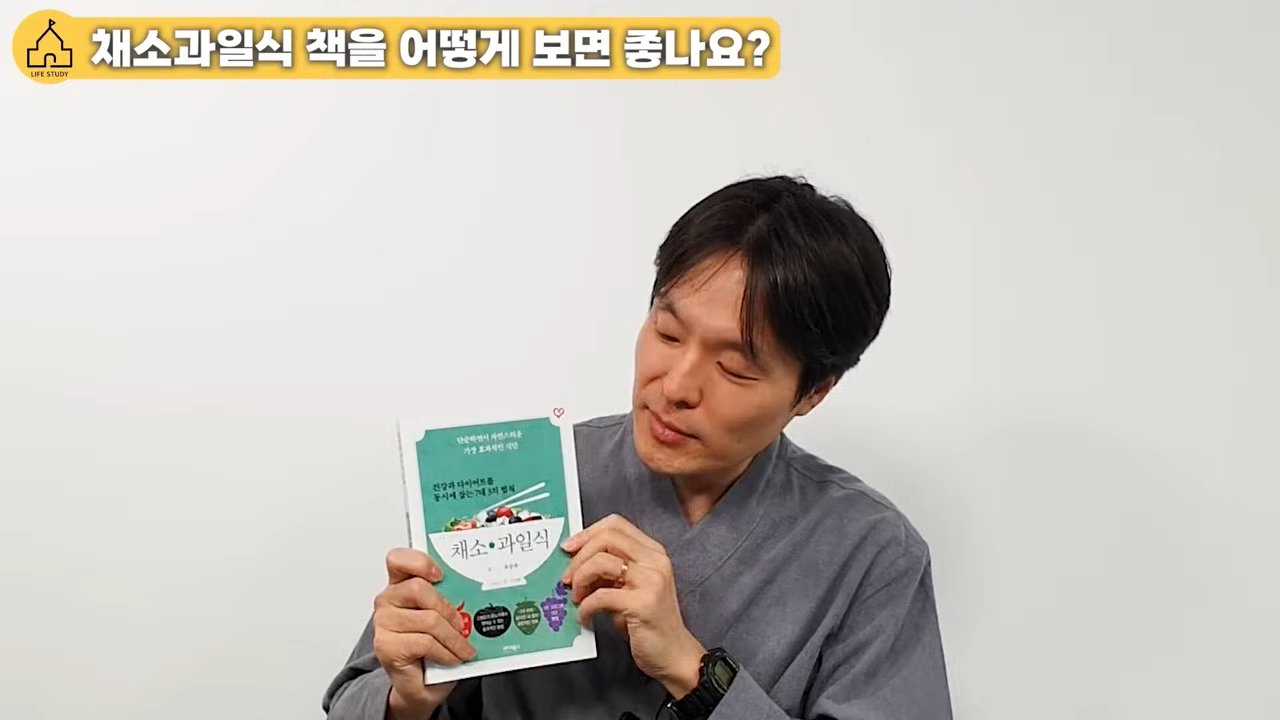 채소과일식 책을 어떻게 보면 좋나요?
LIFE STUDY
단순하면서 자연스러운
가장 효과적인 식단
건강과 다이어트를
동시에 잡는 7대 3의 법칙
채소·과일식
조승우